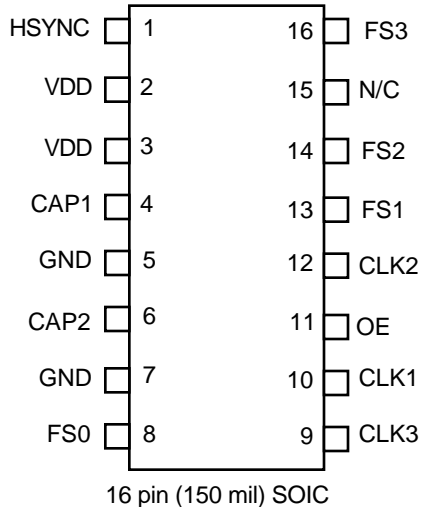 HSYNC 1 16 FS3
VDD 2 15 N/C
VDD 3 14 FS2
CAP1 4 13 FS1
GND 5 12 CLK2
CAP2 6 11 OE
GND 7 10 CLK1
FS0 8 9 CLK3
16 pin (150 mil) SOIC